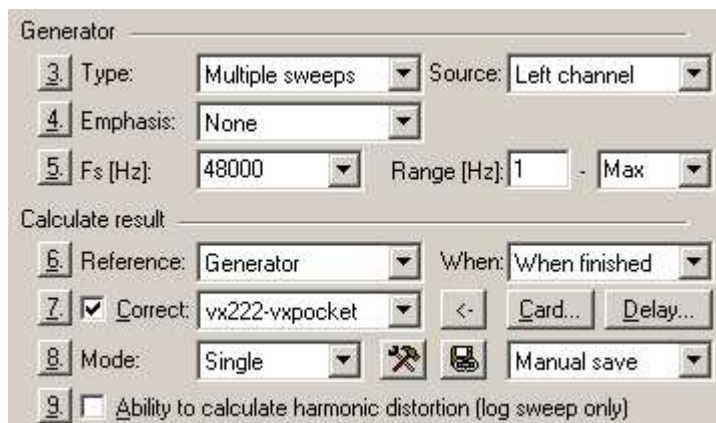 Generator
3. Type: Multiple sweeps Source: Left channel
4. Emphasis: None
5. Fs [Hz]: 48000 Range [Hz]: 1 - Max
Calculate result
6. Reference: Generator When: When finished
7. Correct: vx222-vxpocket <- Card... Delay...
8. Mode: Single Manual save
9. Ability to calculate harmonic distortion (log sweep only)